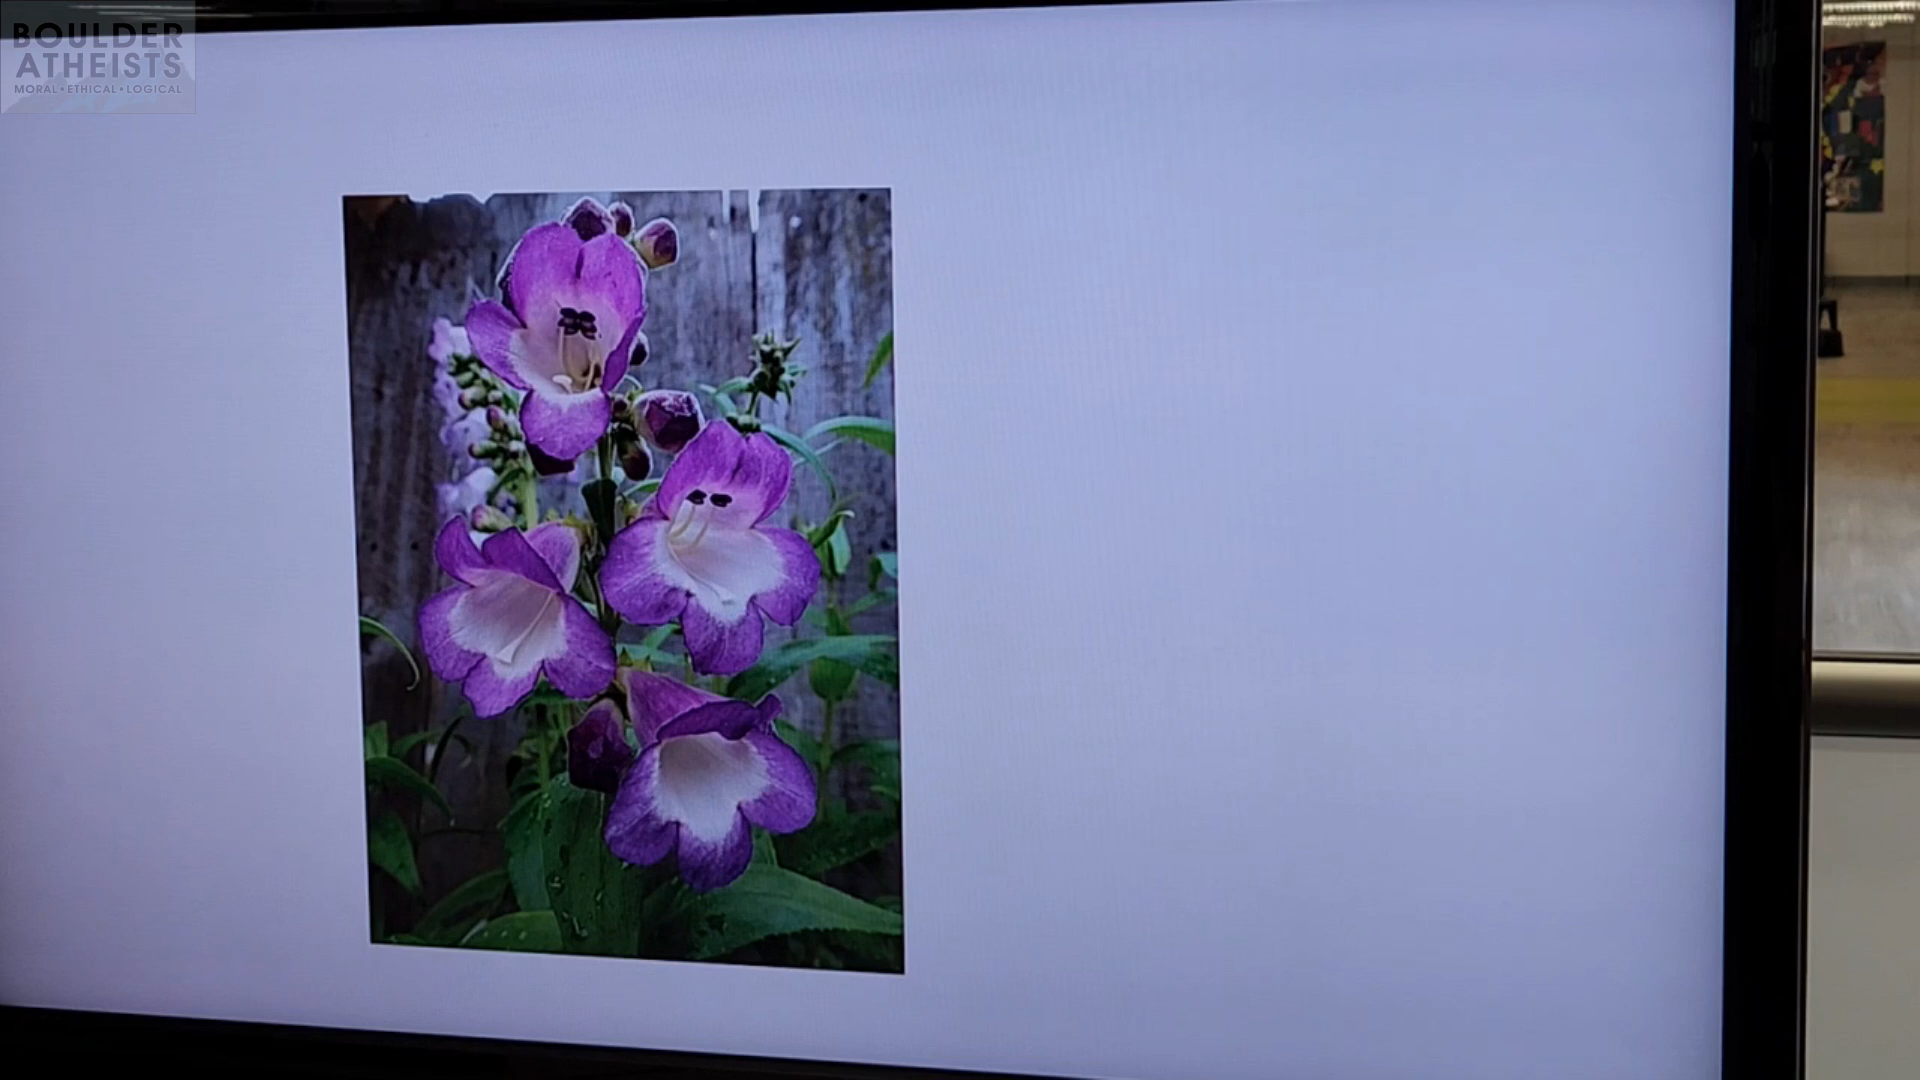 BOULDER
ATHEISTS
MORAL • ETHICAL • LOGICAL